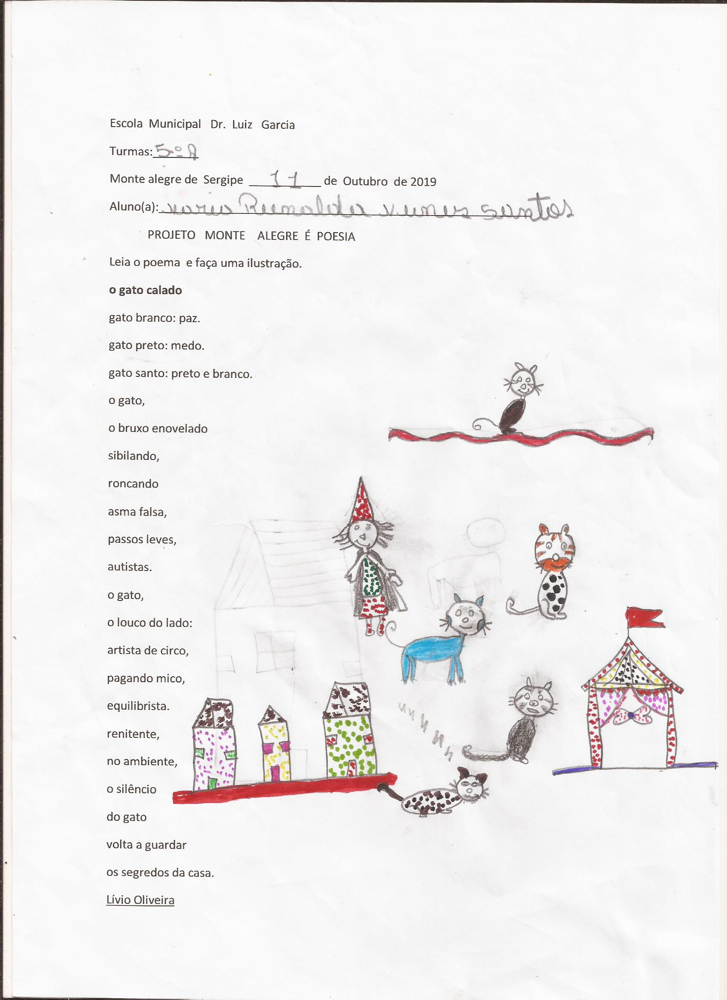 Escola Municipal Dr. Luiz Garcia
Turmas: 5º A
Monte alegre de Sergipe 11 de Outubro de 2019
Aluno(a): Santos
PROJETO MONTE ALEGRE É POESIA
Leia o poema e faça uma ilustração.
o gato calado
gato branco: paz.
gato preto: medo.
gato santo: preto e branco.
o gato,
o bruxo enovelado
sibilando,
roncando
asma falsa,
passos leves,
autistas.
o gato,
o louco do lado:
artista de circo,
pagando mico,
equilibrista.
renitente,
no ambiente,
o silêncio
do gato
volta a guardar
os segredos da casa.
Lívio Oliveira